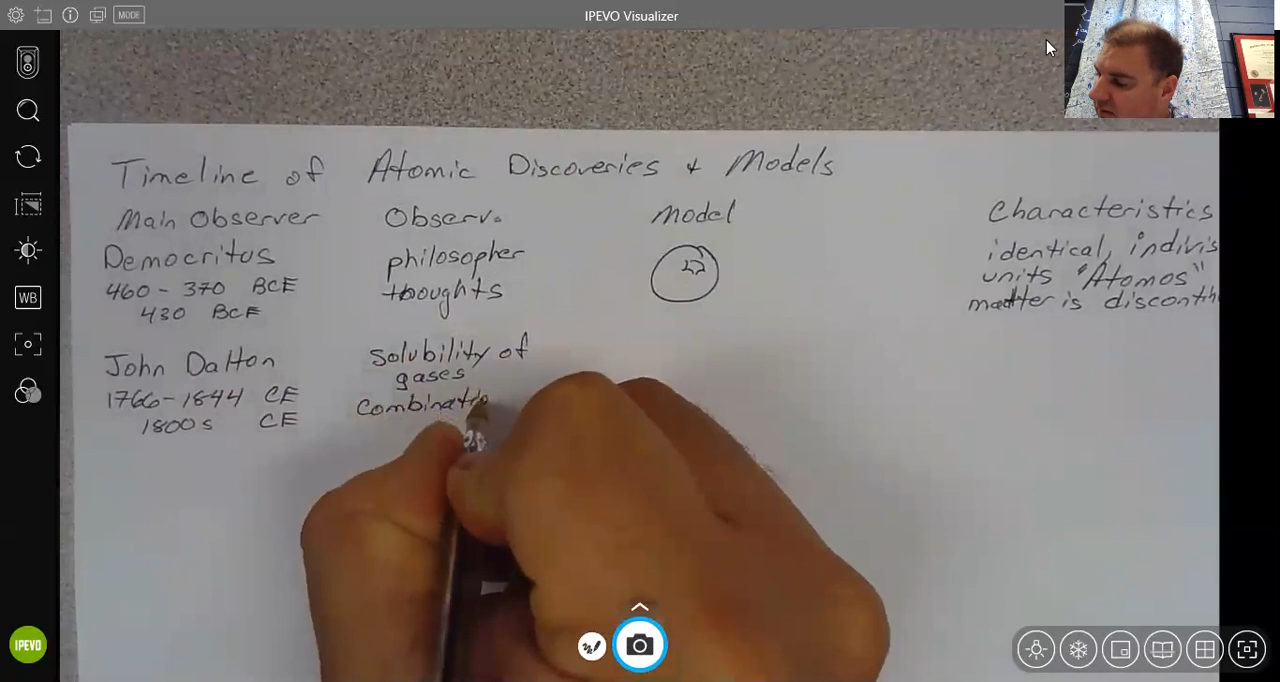 MODE
IPEVO Visualizer
WB
Timeline of Atomic Discoveries & Models
Main Observer Observ. Model Characteristics
Democritus philosopher identical, indivis
460 - 370 BCE thoughts units "Atomos"
430 BCE matter is discontin
John Dalton Solubility of
gases
1766-1844 CE combinatio
1800s CE
IPEVO